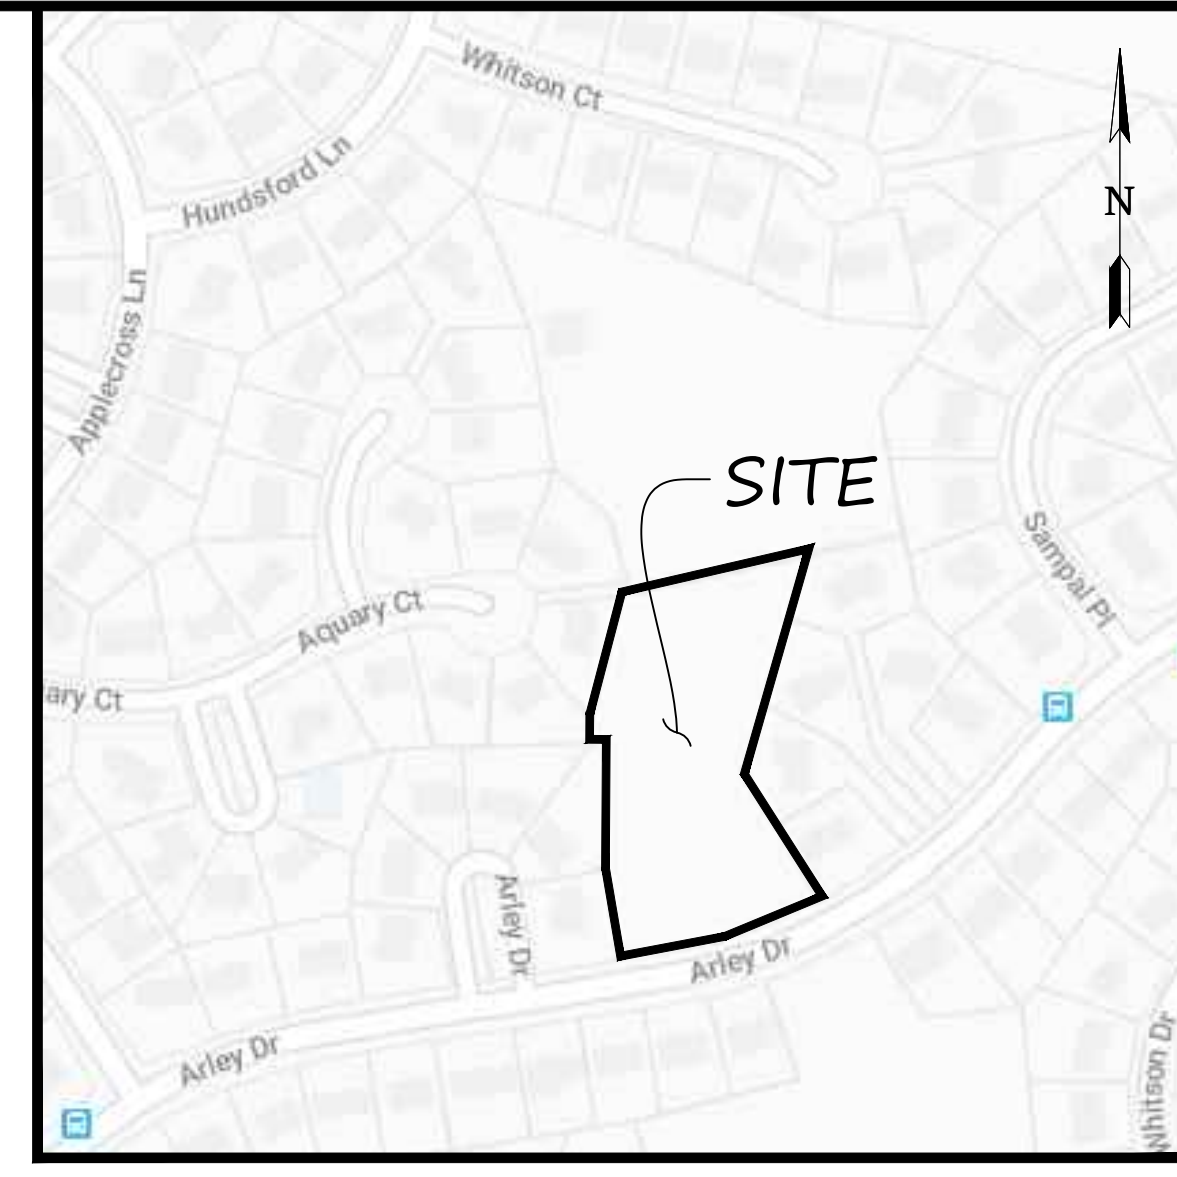 Whitson Ct
Hundsford Ln
N
Applecross Ln
SITE
Sampal Pl
Aquary Ct
ary Ct
Arley Dr
Arley Dr
Arley Dr
Whitson Dr